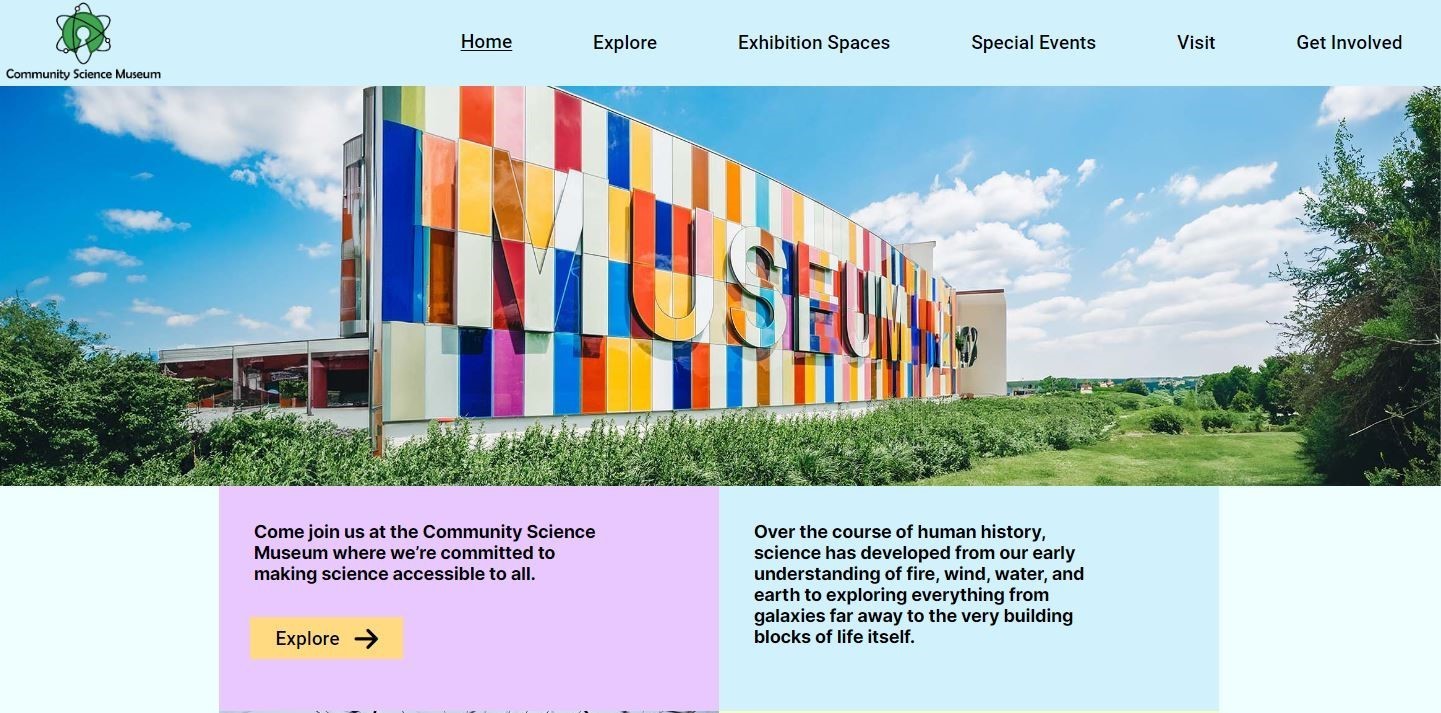 Community Science Museum
Home
Explore
Exhibition Spaces
Special Events
Visit
Get Involved
MUSEUM
Come join us at the Community Science
Museum where we’re committed to
making science accessible to all.
Explore
Over the course of human history,
science has developed from our early
understanding of fire, wind, water, and
earth to exploring everything from
galaxies far away to the very building
blocks of life itself.